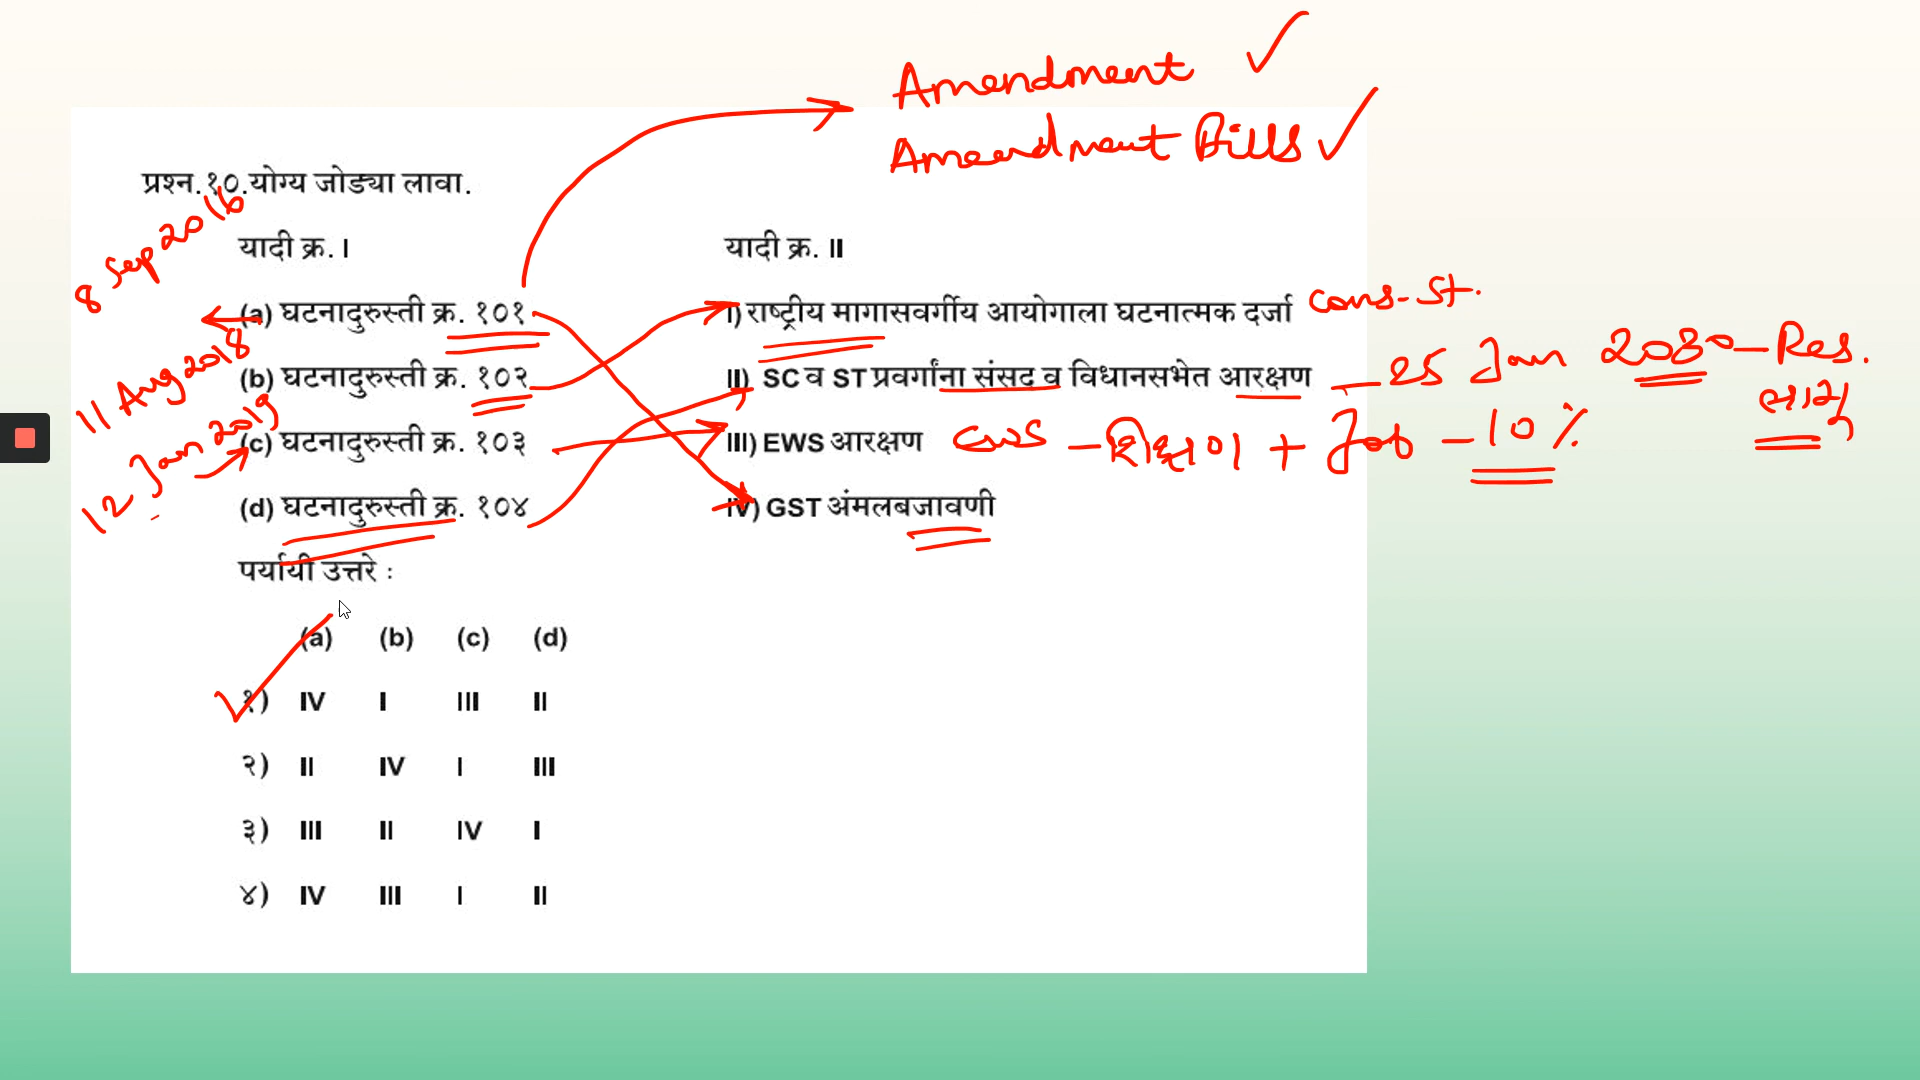 Amendment
Amendment Bills
प्रश्न.१०.योग्य जोड्या लावा.
8 Sep 2016
यादी क्र. I यादी क्र. II
(a) घटनादुरुस्ती क्र. १०१ I) राष्ट्रीय मागासवर्गीय आयोगाला घटनात्मक दर्जा cons-st.
11 Aug 2018
(b) घटनादुरुस्ती क्र. १०२ II) SC व ST प्रवर्गांना संसद व विधानसभेत आरक्षण - 25 Jan 2030 - Res.
12 Jan 2019
(c) घटनादुरुस्ती क्र. १०३ III) EWS आरक्षण EWS - शिक्षण + Job - 10%
(d) घटनादुरुस्ती क्र. १०४ IV) GST अंमलबजावणी
पर्यायी उत्तरे :
(a) (b) (c) (d)
१) IV I III II
२) II IV I III
३) III II IV I
४) IV III I II